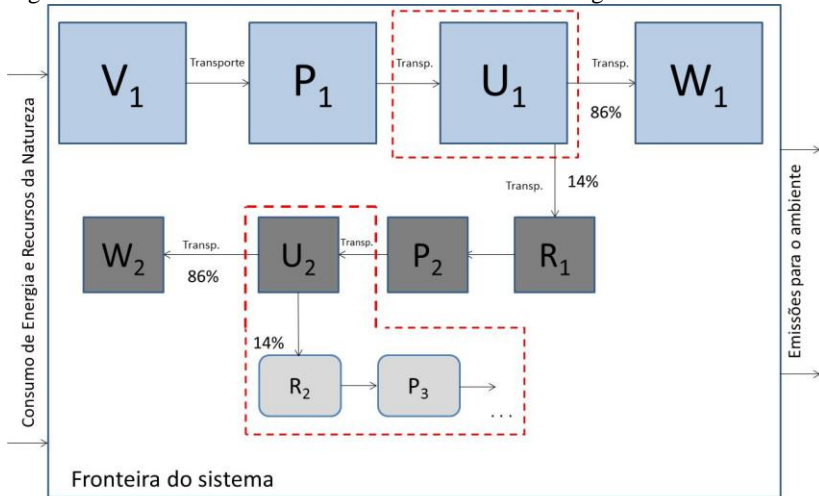 V₁
Transporte
P₁
Transp.
U₁
Transp.
86%
W₁
Transp.
14%
W₂
Transp.
86%
U₂
Transp.
P₂
R₁
14%
R₂
P₃
...
Consumo de Energia e Recursos da Natureza
Emissões para o ambiente
Fronteira do sistema